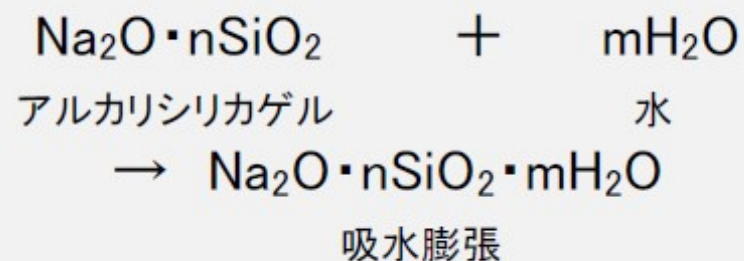 Na₂O・nSiO₂ + mH₂O
アルカリシリカゲル 水
→ Na₂O・nSiO₂・mH₂O
吸水膨張